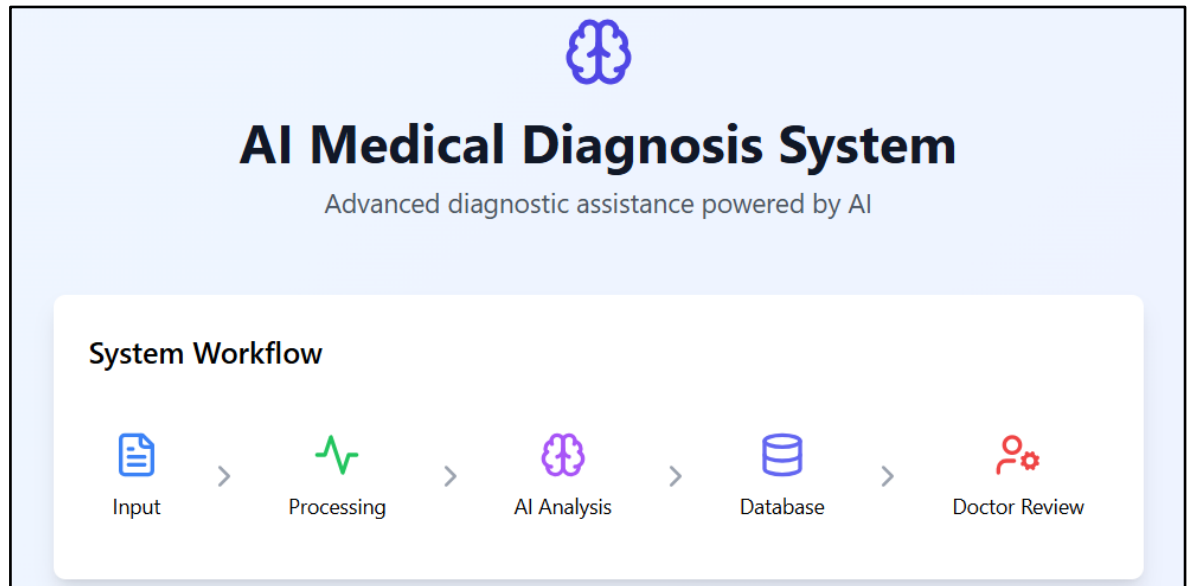 AI Medical Diagnosis System
Advanced diagnostic assistance powered by AI
System Workflow
Input
Processing
AI Analysis
Database
Doctor Review